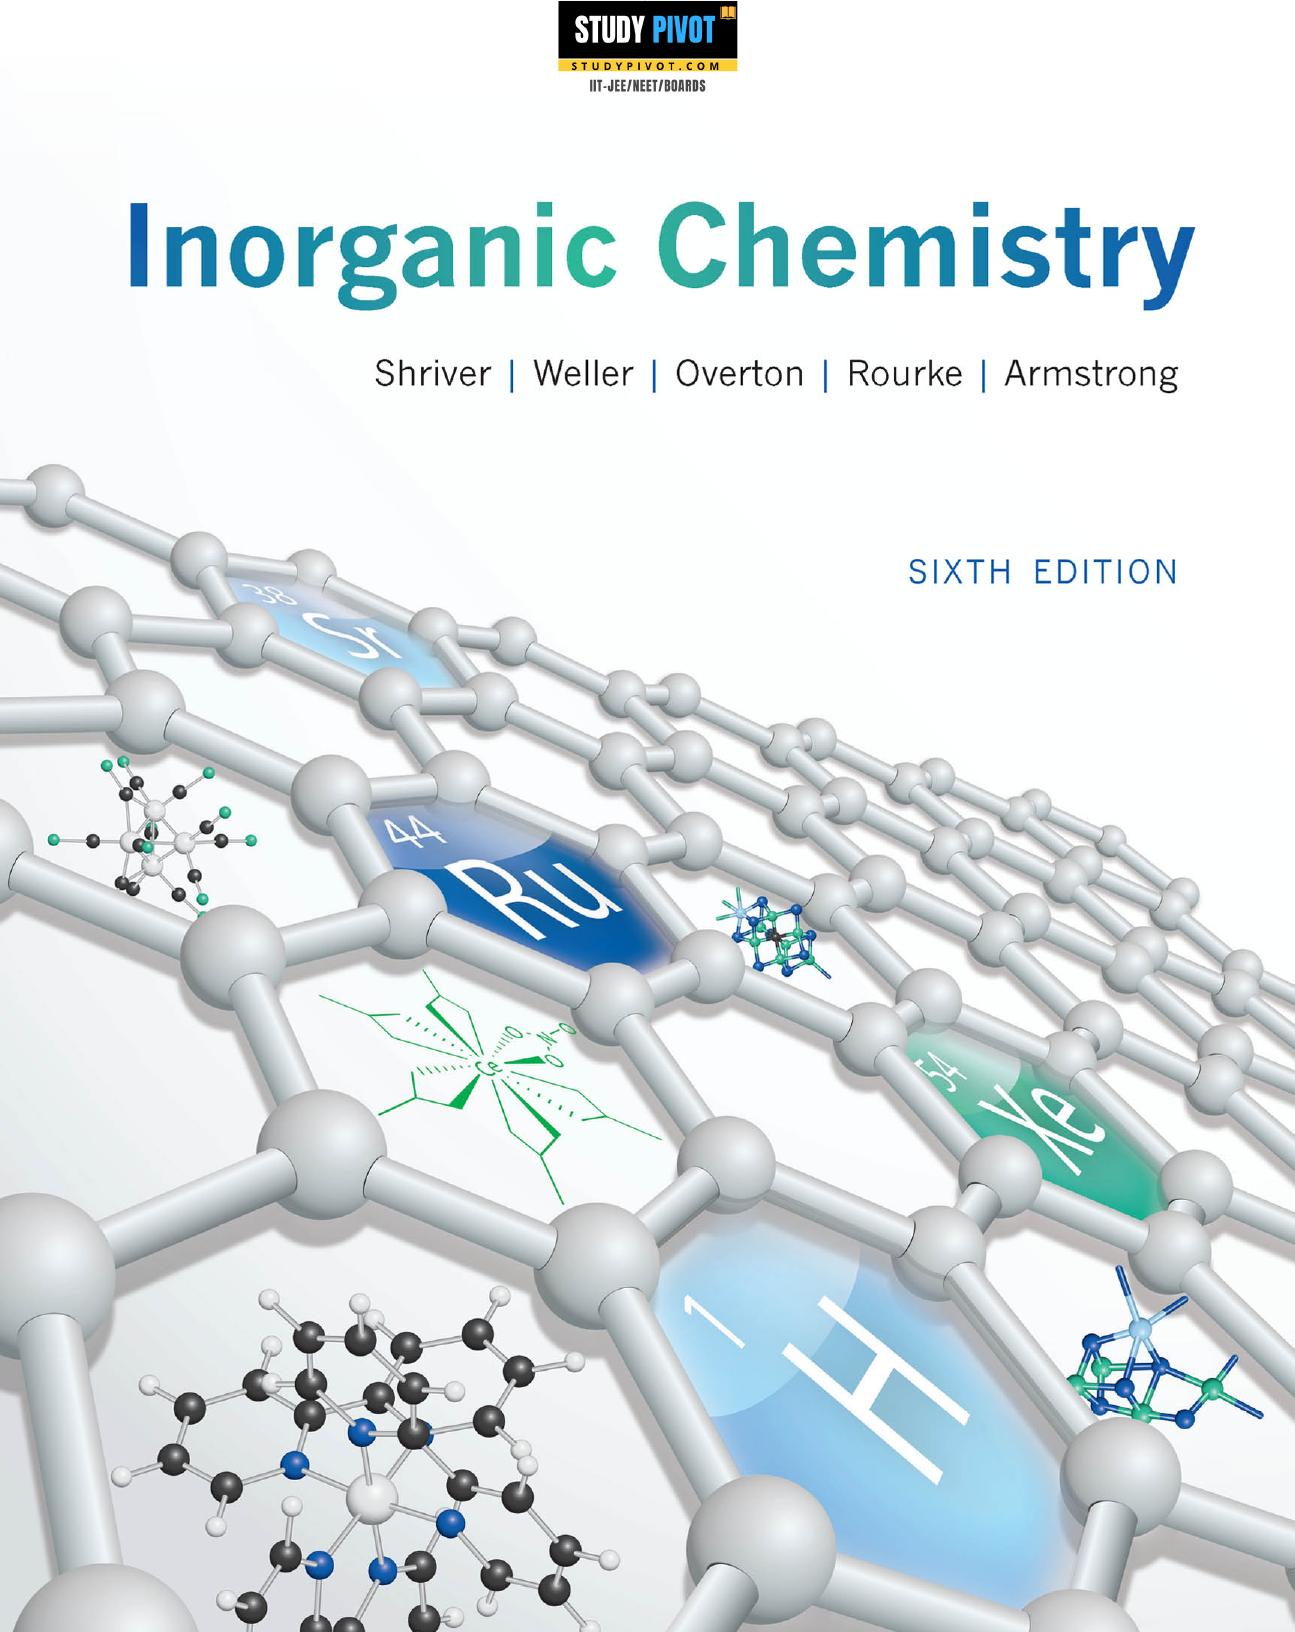 STUDY PIVOT
STUDYPIVOT.COM
IIT-JEE/NEET/BOARDS
Inorganic Chemistry
Shriver | Weller | Overton | Rourke | Armstrong
SIXTH EDITION
38
Sr
44
Ru
Ce
O
N
O
O
54
Xe
1
H